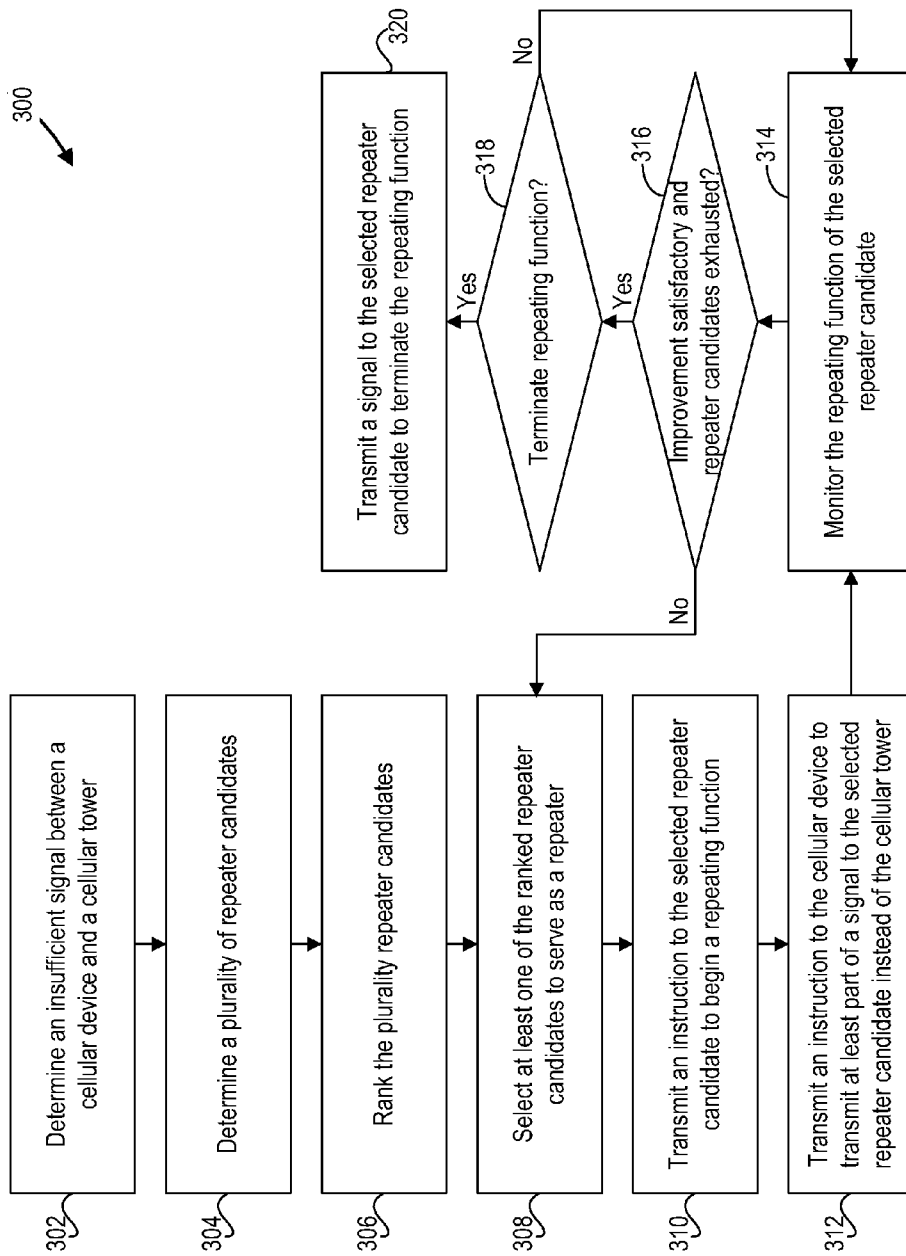 300
302
Determine an insufficient signal between a
cellular device and a cellular tower
304
Determine a plurality of repeater candidates
306
Rank the plurality repeater candidates
308
Select at least one of the ranked repeater
candidates to serve as a repeater
310
Transmit an instruction to the selected repeater
candidate to begin a repeating function
312
Transmit an instruction to the cellular device to
transmit at least part of a signal to the selected
repeater candidate instead of the cellular tower
314
Monitor the repeating function of the selected
repeater candidate
316
Improvement satisfactory and
repeater candidates exhausted?
No
Yes
318
Terminate repeating function?
No
Yes
320
Transmit a signal to the selected repeater
candidate to terminate the repeating function